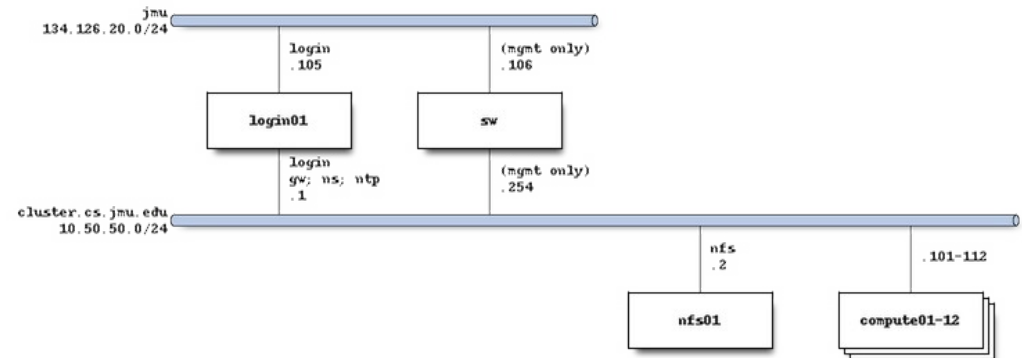 jmu
134.126.20.0/24
login
.105
(mgmt only)
.106
login01
sw
login
gw; ns; ntp
.1
(mgmt only)
.254
cluster.cs.jmu.edu
10.50.50.0/24
nfs
.2
.101-112
nfs01
compute01-12